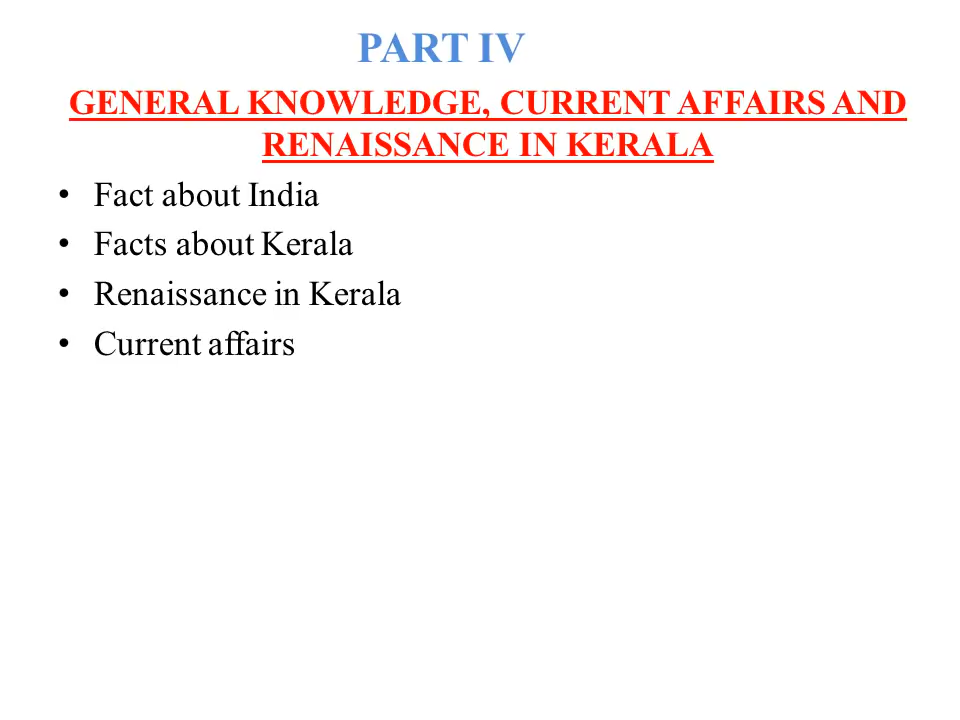 PART IV
GENERAL KNOWLEDGE, CURRENT AFFAIRS AND
RENAISSANCE IN KERALA
• Fact about India
• Facts about Kerala
• Renaissance in Kerala
• Current affairs